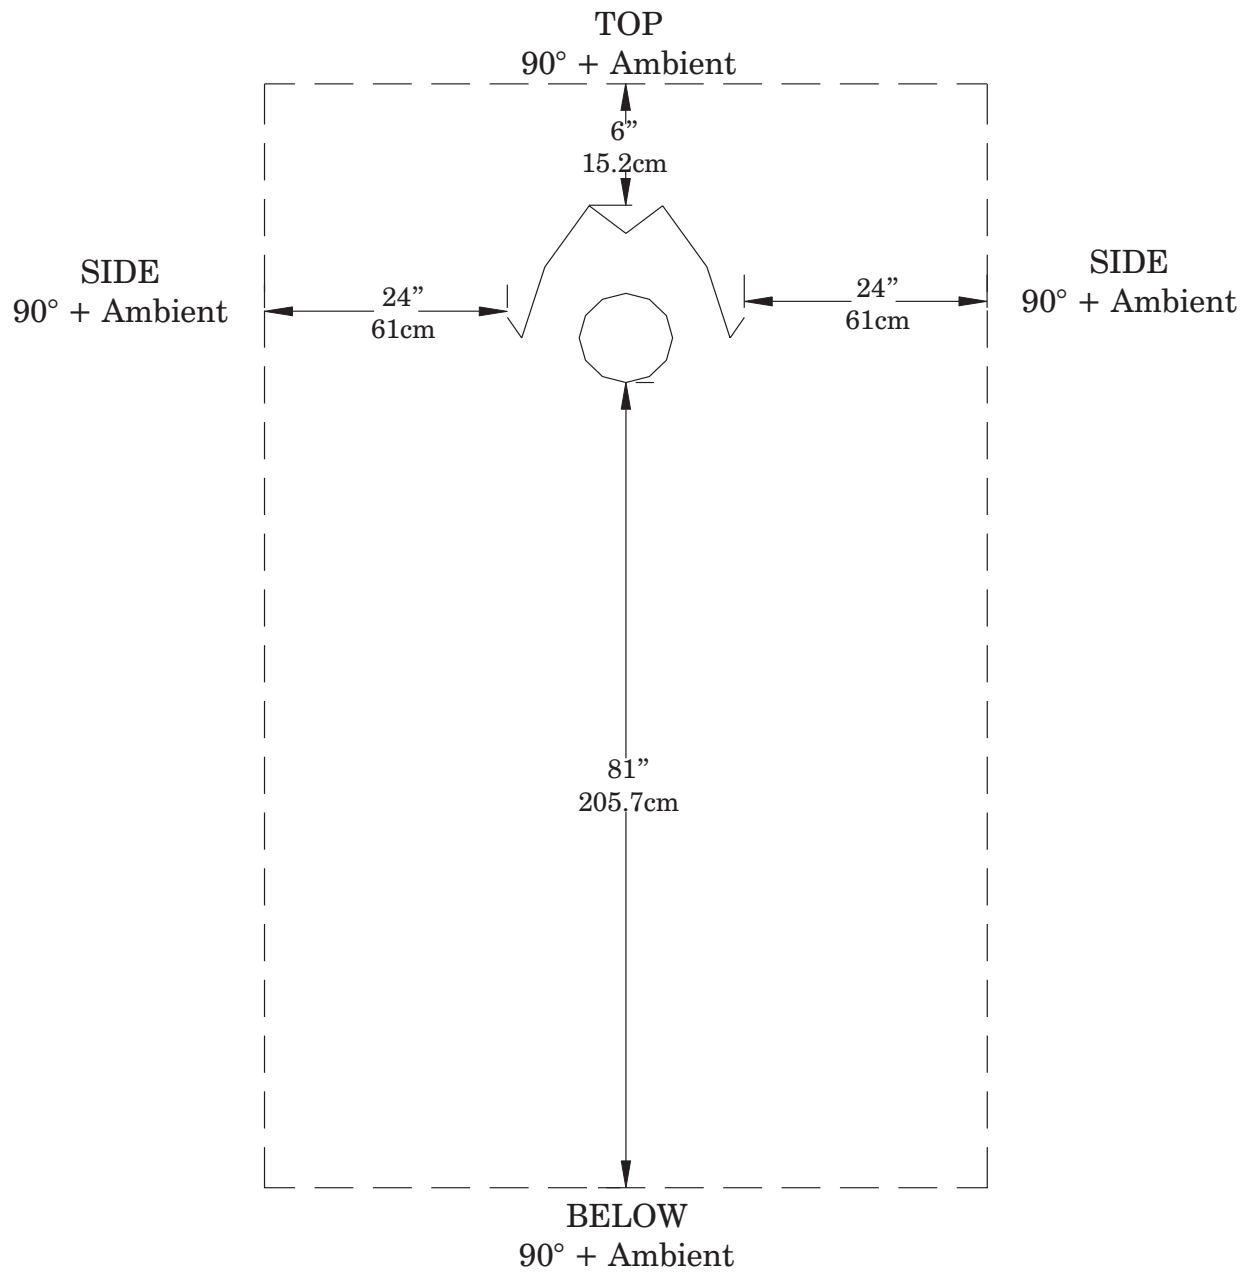 TOP
90° + Ambient
6”
15.2cm
SIDE
90° + Ambient
24”
61cm
24”
61cm
SIDE
90° + Ambient
81”
205.7cm
BELOW
90° + Ambient